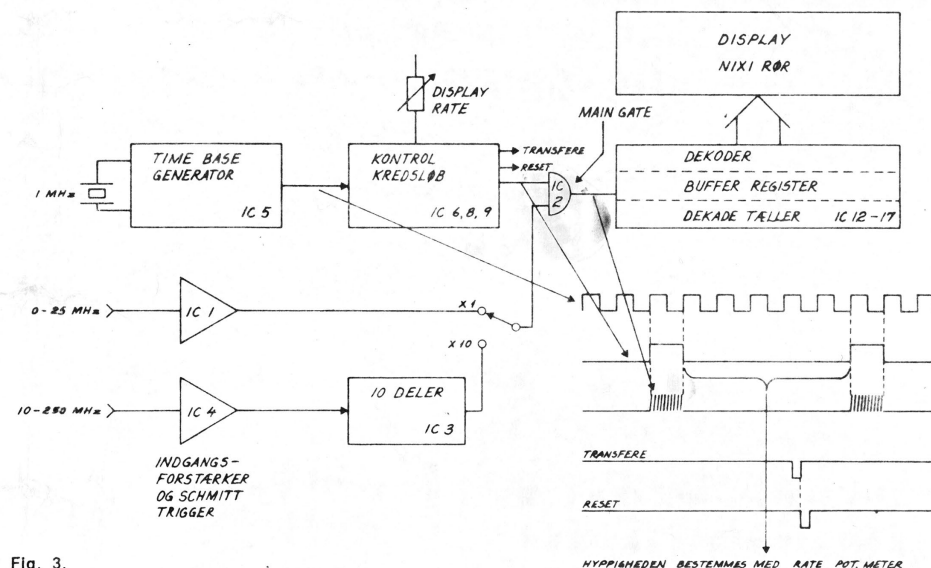 DISPLAY
NIXI RØR
DISPLAY
RATE
MAIN GATE
TIME BASE
GENERATOR
IC 5
1 MHz
KONTROL
KREDSLØB
IC 6, 8, 9
TRANSFERE
RESET
IC
2
DEKODER
BUFFER REGISTER
DEKADE TÆLLER
IC 12-17
0-25 MHz
IC 1
X 1
X 10
10-250 MHz
IC 4
10 DELER
IC 3
INDGANGS-
FORSTÆRKER
OG SCHMITT
TRIGGER
TRANSFERE
RESET
HYPPIGHEDEN BESTEMMES MED RATE POT. METER
Fig. 3.